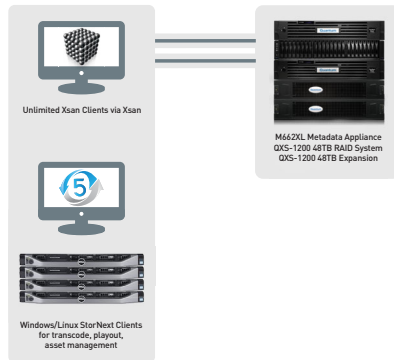 Unlimited Xsan Clients via Xsan
5
Windows/Linux StorNext Clients
for transcode, playout,
asset management
M662XL Metadata Appliance
QXS-1200 48TB RAID System
QXS-1200 48TB Expansion